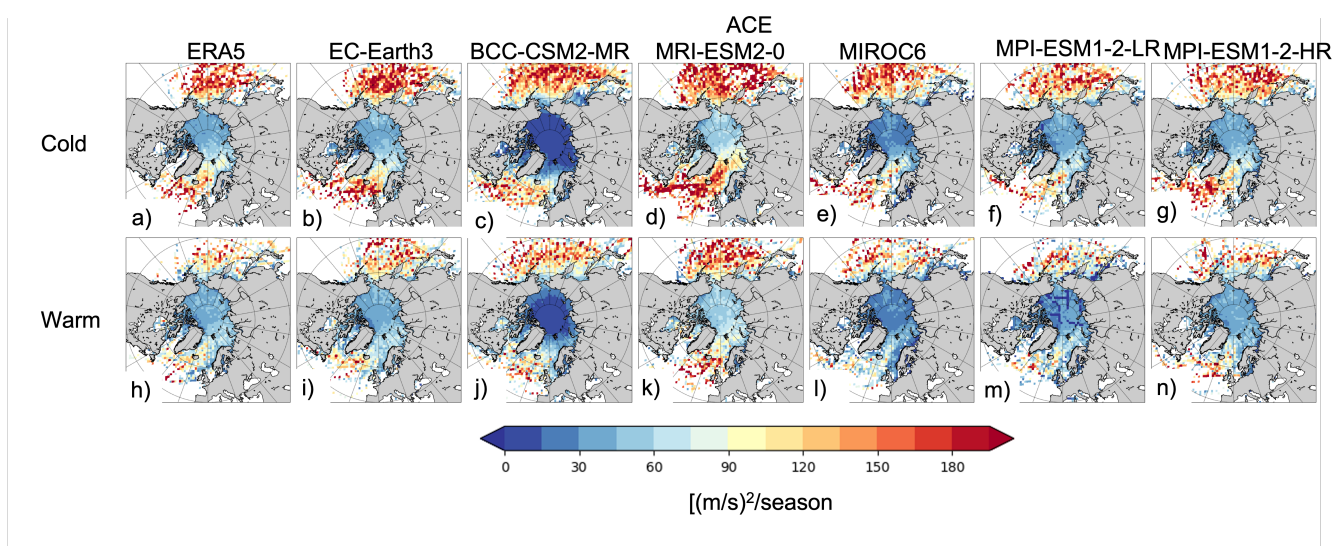 ACE
ERA5 EC-Earth3 BCC-CSM2-MR MRI-ESM2-0 MIROC6 MPI-ESM1-2-LR MPI-ESM1-2-HR
Cold
a) b) c) d) e) f) g)
Warm
h) i) j) k) l) m) n)
0 30 60 90 120 150 180
[(m/s)²/season